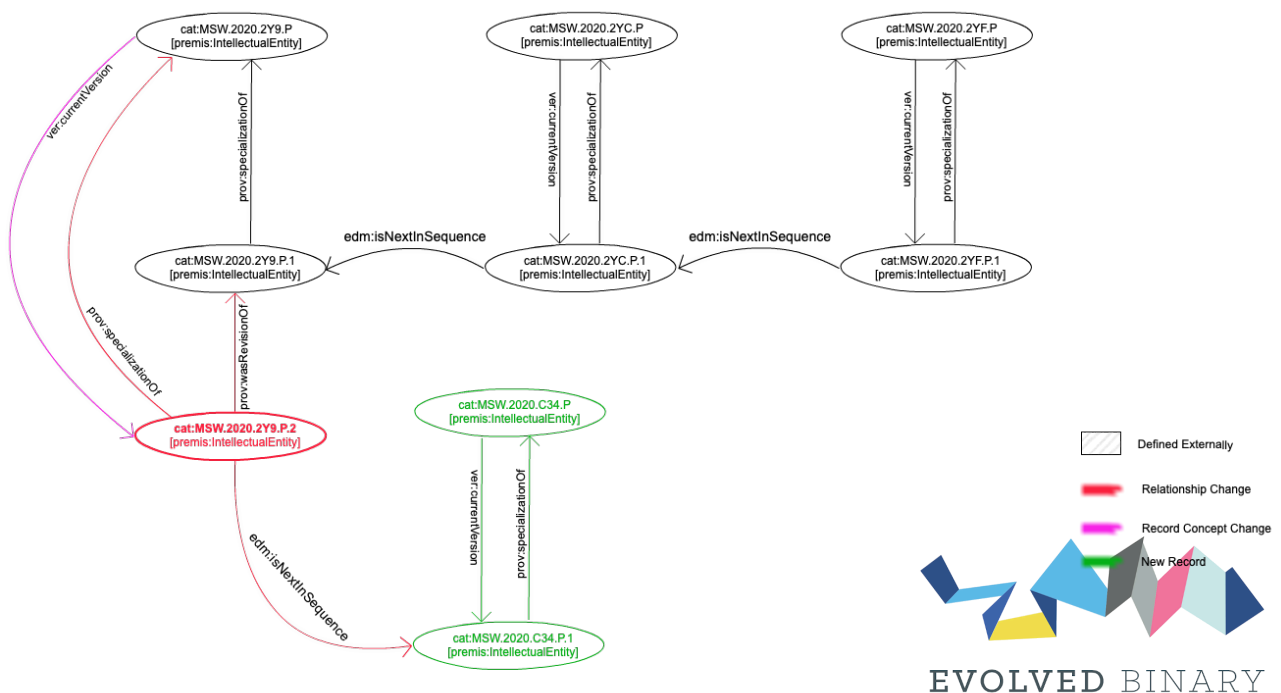 cat:MSW.2020.2Y9.P
[premis:IntellectualEntity]
cat:MSW.2020.2YC.P
[premis:IntellectualEntity]
cat:MSW.2020.2YF.P
[premis:IntellectualEntity]
ver:currentVersion
prov:specializationOf
prov:specializationOf
ver:currentVersion
prov:specializationOf
ver:currentVersion
prov:specializationOf
edm:isNextInSequence
edm:isNextInSequence
cat:MSW.2020.2Y9.P.1
[premis:IntellectualEntity]
cat:MSW.2020.2YC.P.1
[premis:IntellectualEntity]
cat:MSW.2020.2YF.P.1
[premis:IntellectualEntity]
prov:wasRevisionOf
cat:MSW.2020.2Y9.P.2
[premis:IntellectualEntity]
cat:MSW.2020.C34.P
[premis:IntellectualEntity]
ver:currentVersion
prov:specializationOf
edm:isNextInSequence
cat:MSW.2020.C34.P.1
[premis:IntellectualEntity]
Defined Externally
Relationship Change
Record Concept Change
New Record
EVOLVED BINARY